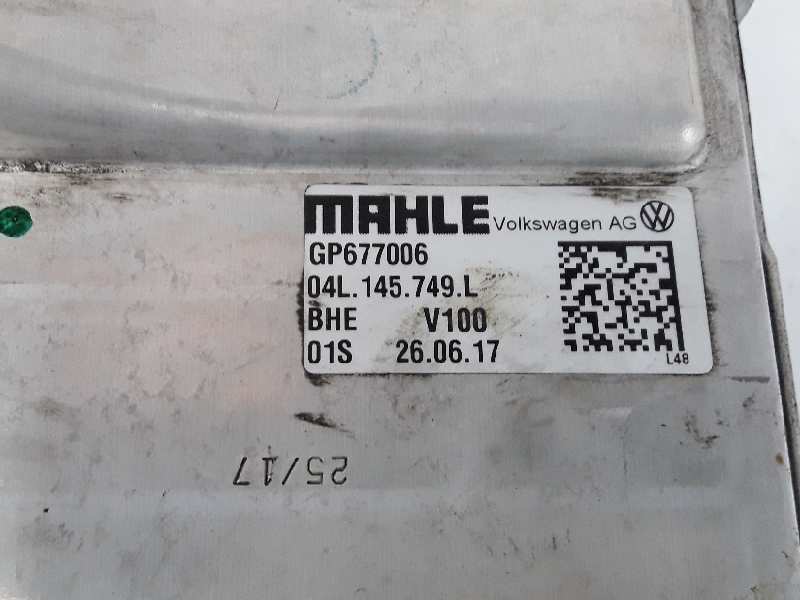 MAHLE Volkswagen AG
GP677006
04L.145.749.L
BHE V100
01S 26.06.17
L48
25/17